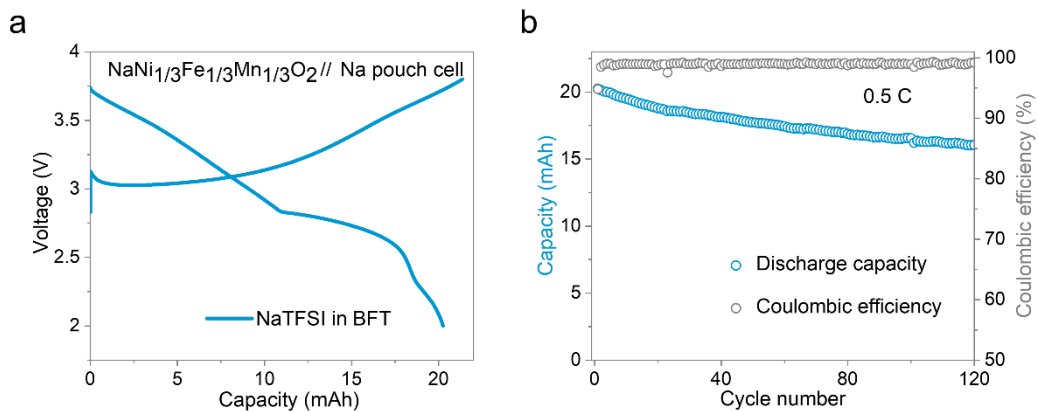 a
NaNi1/3Fe1/3Mn1/3O2// Na pouch cell
4
3.5
3
2.5
2
Voltage (V)
NaTFSI in BFT
0
5
10
15
20
Capacity (mAh)
b
20
15
10
5
0
Capacity (mAh)
0.5 C
Discharge capacity
Coulombic efficiency
100
90
80
70
60
50
Coulombic efficiency (%)
0
40
80
120
Cycle number